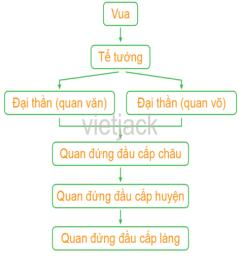 Vua
Tể tướng
Đại thần (quan văn)
Đại thần (quan võ)
vietjack
Quan đứng đầu cấp châu
Quan đứng đầu cấp huyện
Quan đứng đầu cấp làng